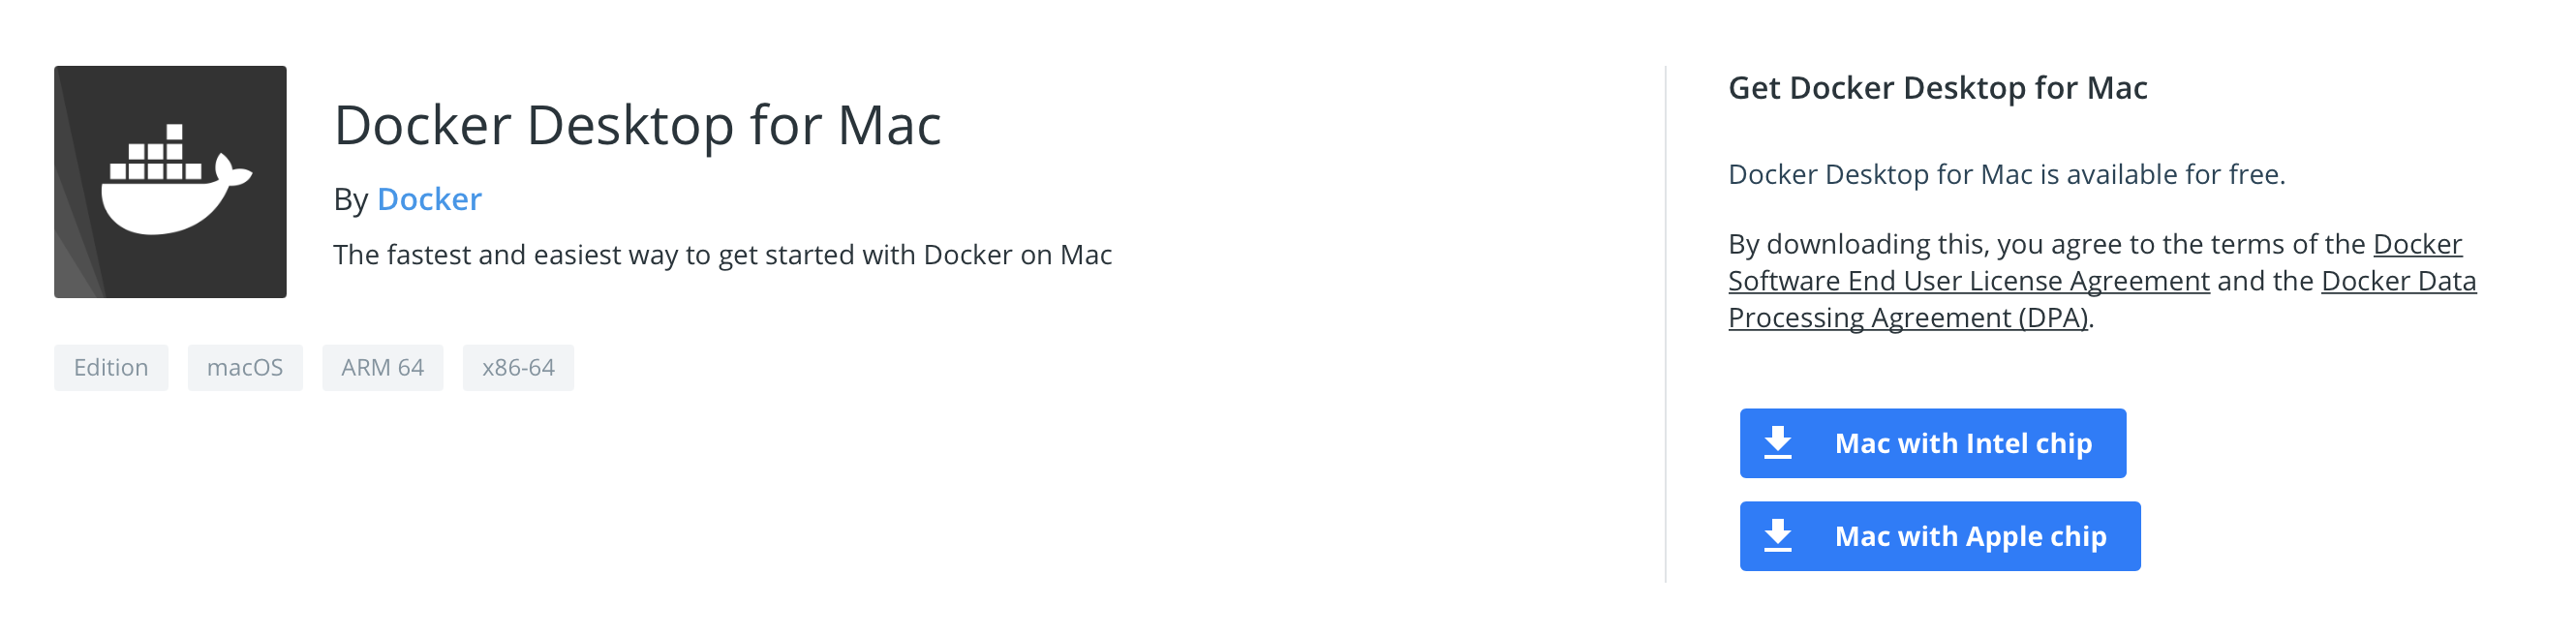 Docker Desktop for Mac
By Docker
The fastest and easiest way to get started with Docker on Mac
Edition macOS ARM 64 x86-64
Get Docker Desktop for Mac
Docker Desktop for Mac is available for free.
By downloading this, you agree to the terms of the Docker
Software End User License Agreement and the Docker Data
Processing Agreement (DPA).
Mac with Intel chip
Mac with Apple chip